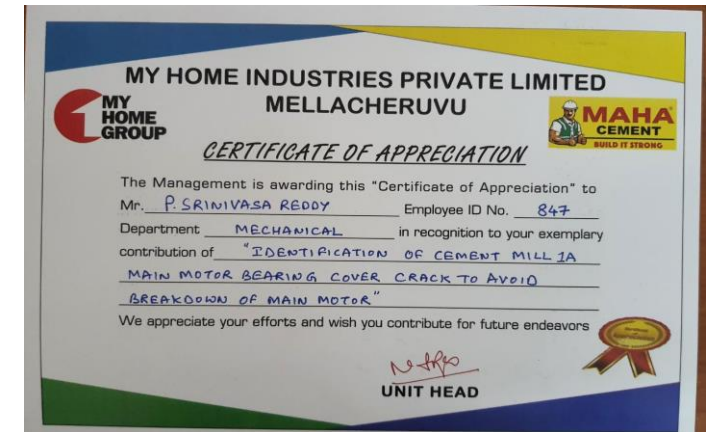 MY HOME INDUSTRIES PRIVATE LIMITED
MELLACHERUVU
MY
HOME
GROUP
MAHA
CEMENT
BUILD IT STRONG
CERTIFICATE OF APPRECIATION
The Management is awarding this "Certificate of Appreciation" to
Mr. P. SRINIVASA REDDY Employee ID No. 847
Department MECHANICAL in recognition to your exemplary
contribution of "IDENTIFICATION OF CEMENT MILL 1A
MAIN MOTOR BEARING COVER CRACK TO AVOID
BREAKDOWN OF MAIN MOTOR"
We appreciate your efforts and wish you contribute for future endeavors
UNIT HEAD